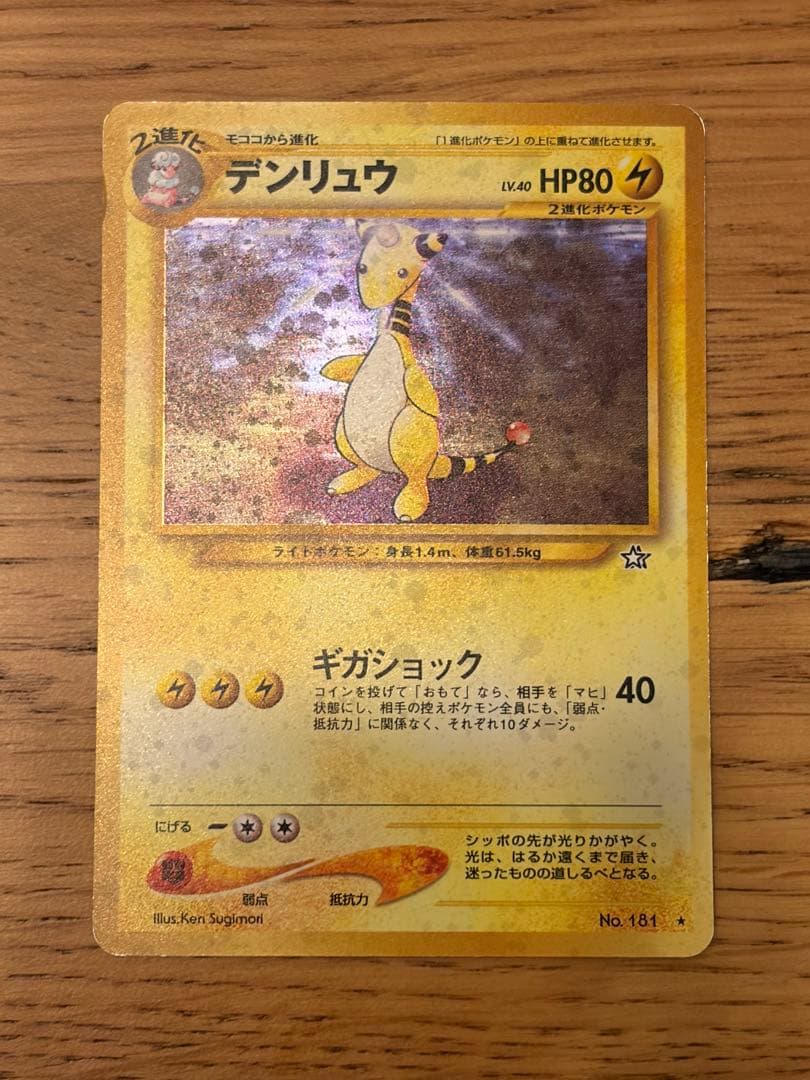 2進化
モココから進化
「1進化ポケモン」の上に重ねて進化させます。
デンリュウ
LV.40 HP80
2進化ポケモン
ライトポケモン：身長1.4m、体重61.5kg
ギガショック
コインを投げて「おもて」なら、相手を「マヒ」
状態にし、相手の控えポケモン全員にも、「弱点・
抵抗力」に関係なく、それぞれ10ダメージ。
40
にげる
シッポの先が光りかがやく。
光は、はるか遠くまで届き、
迷ったものの道しるべとなる。
弱点
抵抗力
Illus.Ken Sugimori
No. 181